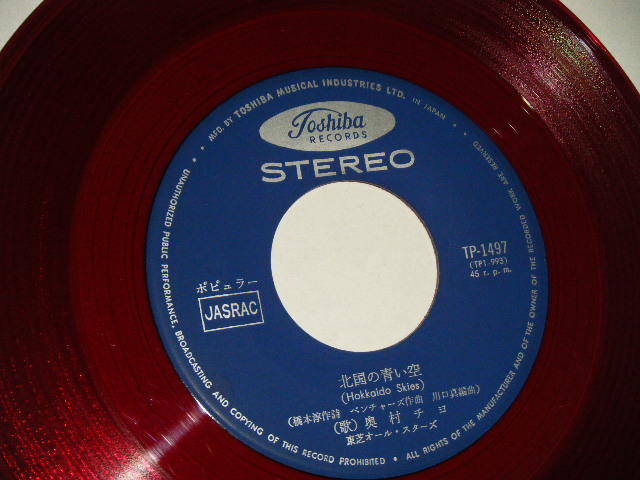 • MFD. BY TOSHIBA MUSICAL INDUSTRIES LTD. IN JAPAN •
Toshiba
RECORDS
STEREO
TP-1497
(TP1.993)
45 r.p.m.
ポピュラー
JASRAC
北国の青い空
(Hokkaido Skies)
(橋本淳作詩 ベンチャーズ作曲 川口真編曲)
(歌) 奥村チヨ
東芝オール・スターズ
UNAUTHORIZED PUBLIC PERFORMANCE, BROADCASTING AND COPYING OF THIS RECORD PROHIBITED • ALL RIGHTS OF THE MANUFACTURER AND OF THE OWNER OF THE RECORDED WORK ARE RESERVED